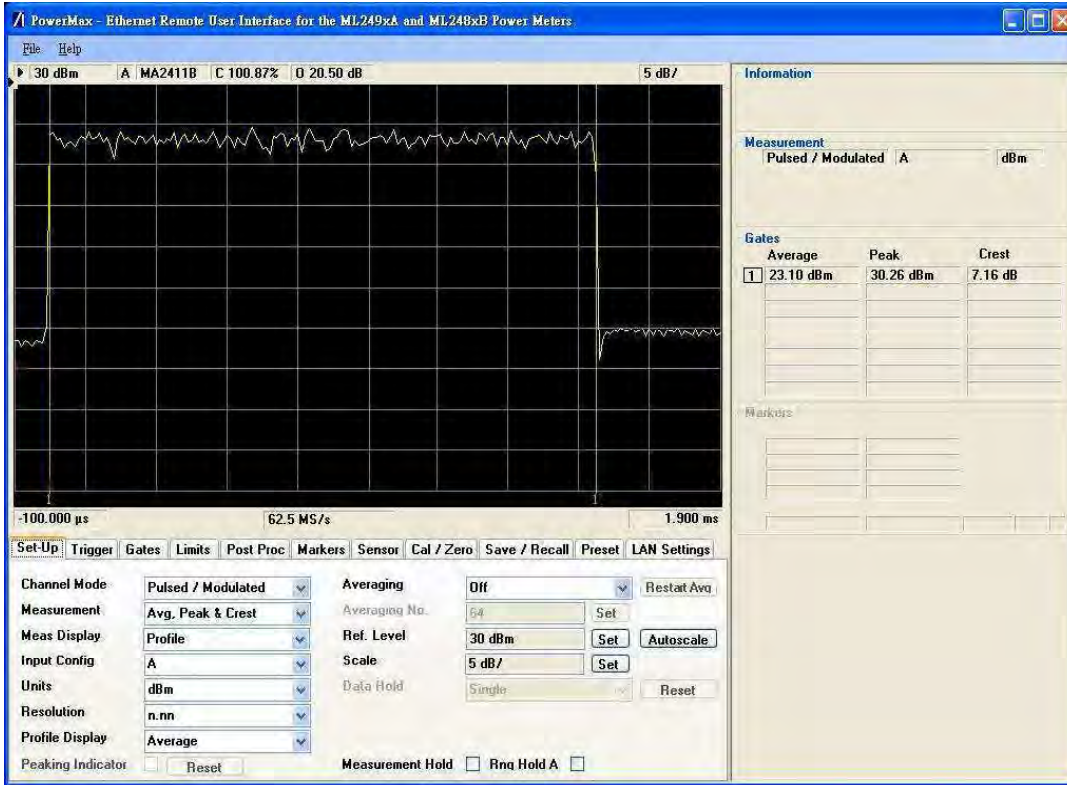 PowerMax - Ethernet Remote User Interface for the ML249xA and ML248xB Power Meters
File Help
30 dBm A MA2411B C 100.87% O 20.50 dB 5 dB/
1 1'
-100.000 µs 62.5 MS/s 1.900 ms
Information
Measurement
Pulsed / Modulated A dBm
Gates
Average Peak Crest
1 23.10 dBm 30.26 dBm 7.16 dB
Markers
Set-Up Trigger Gates Limits Post Proc Markers Sensor Cal / Zero Save / Recall Preset LAN Settings
Channel Mode Pulsed / Modulated Averaging Off Restart Avg
Measurement Avg, Peak & Crest Averaging No. 64 Set
Meas Display Profile Ref. Level 30 dBm Set Autoscale
Input Config A Scale 5 dB/ Set
Units dBm Data Hold Single Reset
Resolution n.nn
Profile Display Average
Peaking Indicator Reset Measurement Hold Rng Hold A